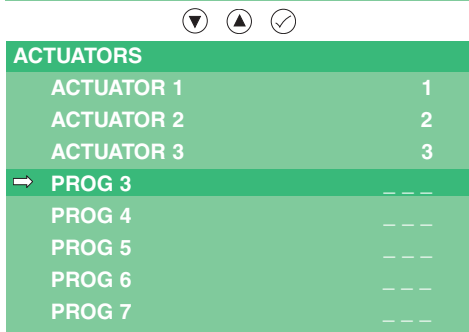 ACTUATORS
ACTUATOR 1 1
ACTUATOR 2 2
ACTUATOR 3 3
PROG 3 _ _ _
PROG 4 _ _ _
PROG 5 _ _ _
PROG 6 _ _ _
PROG 7 _ _ _